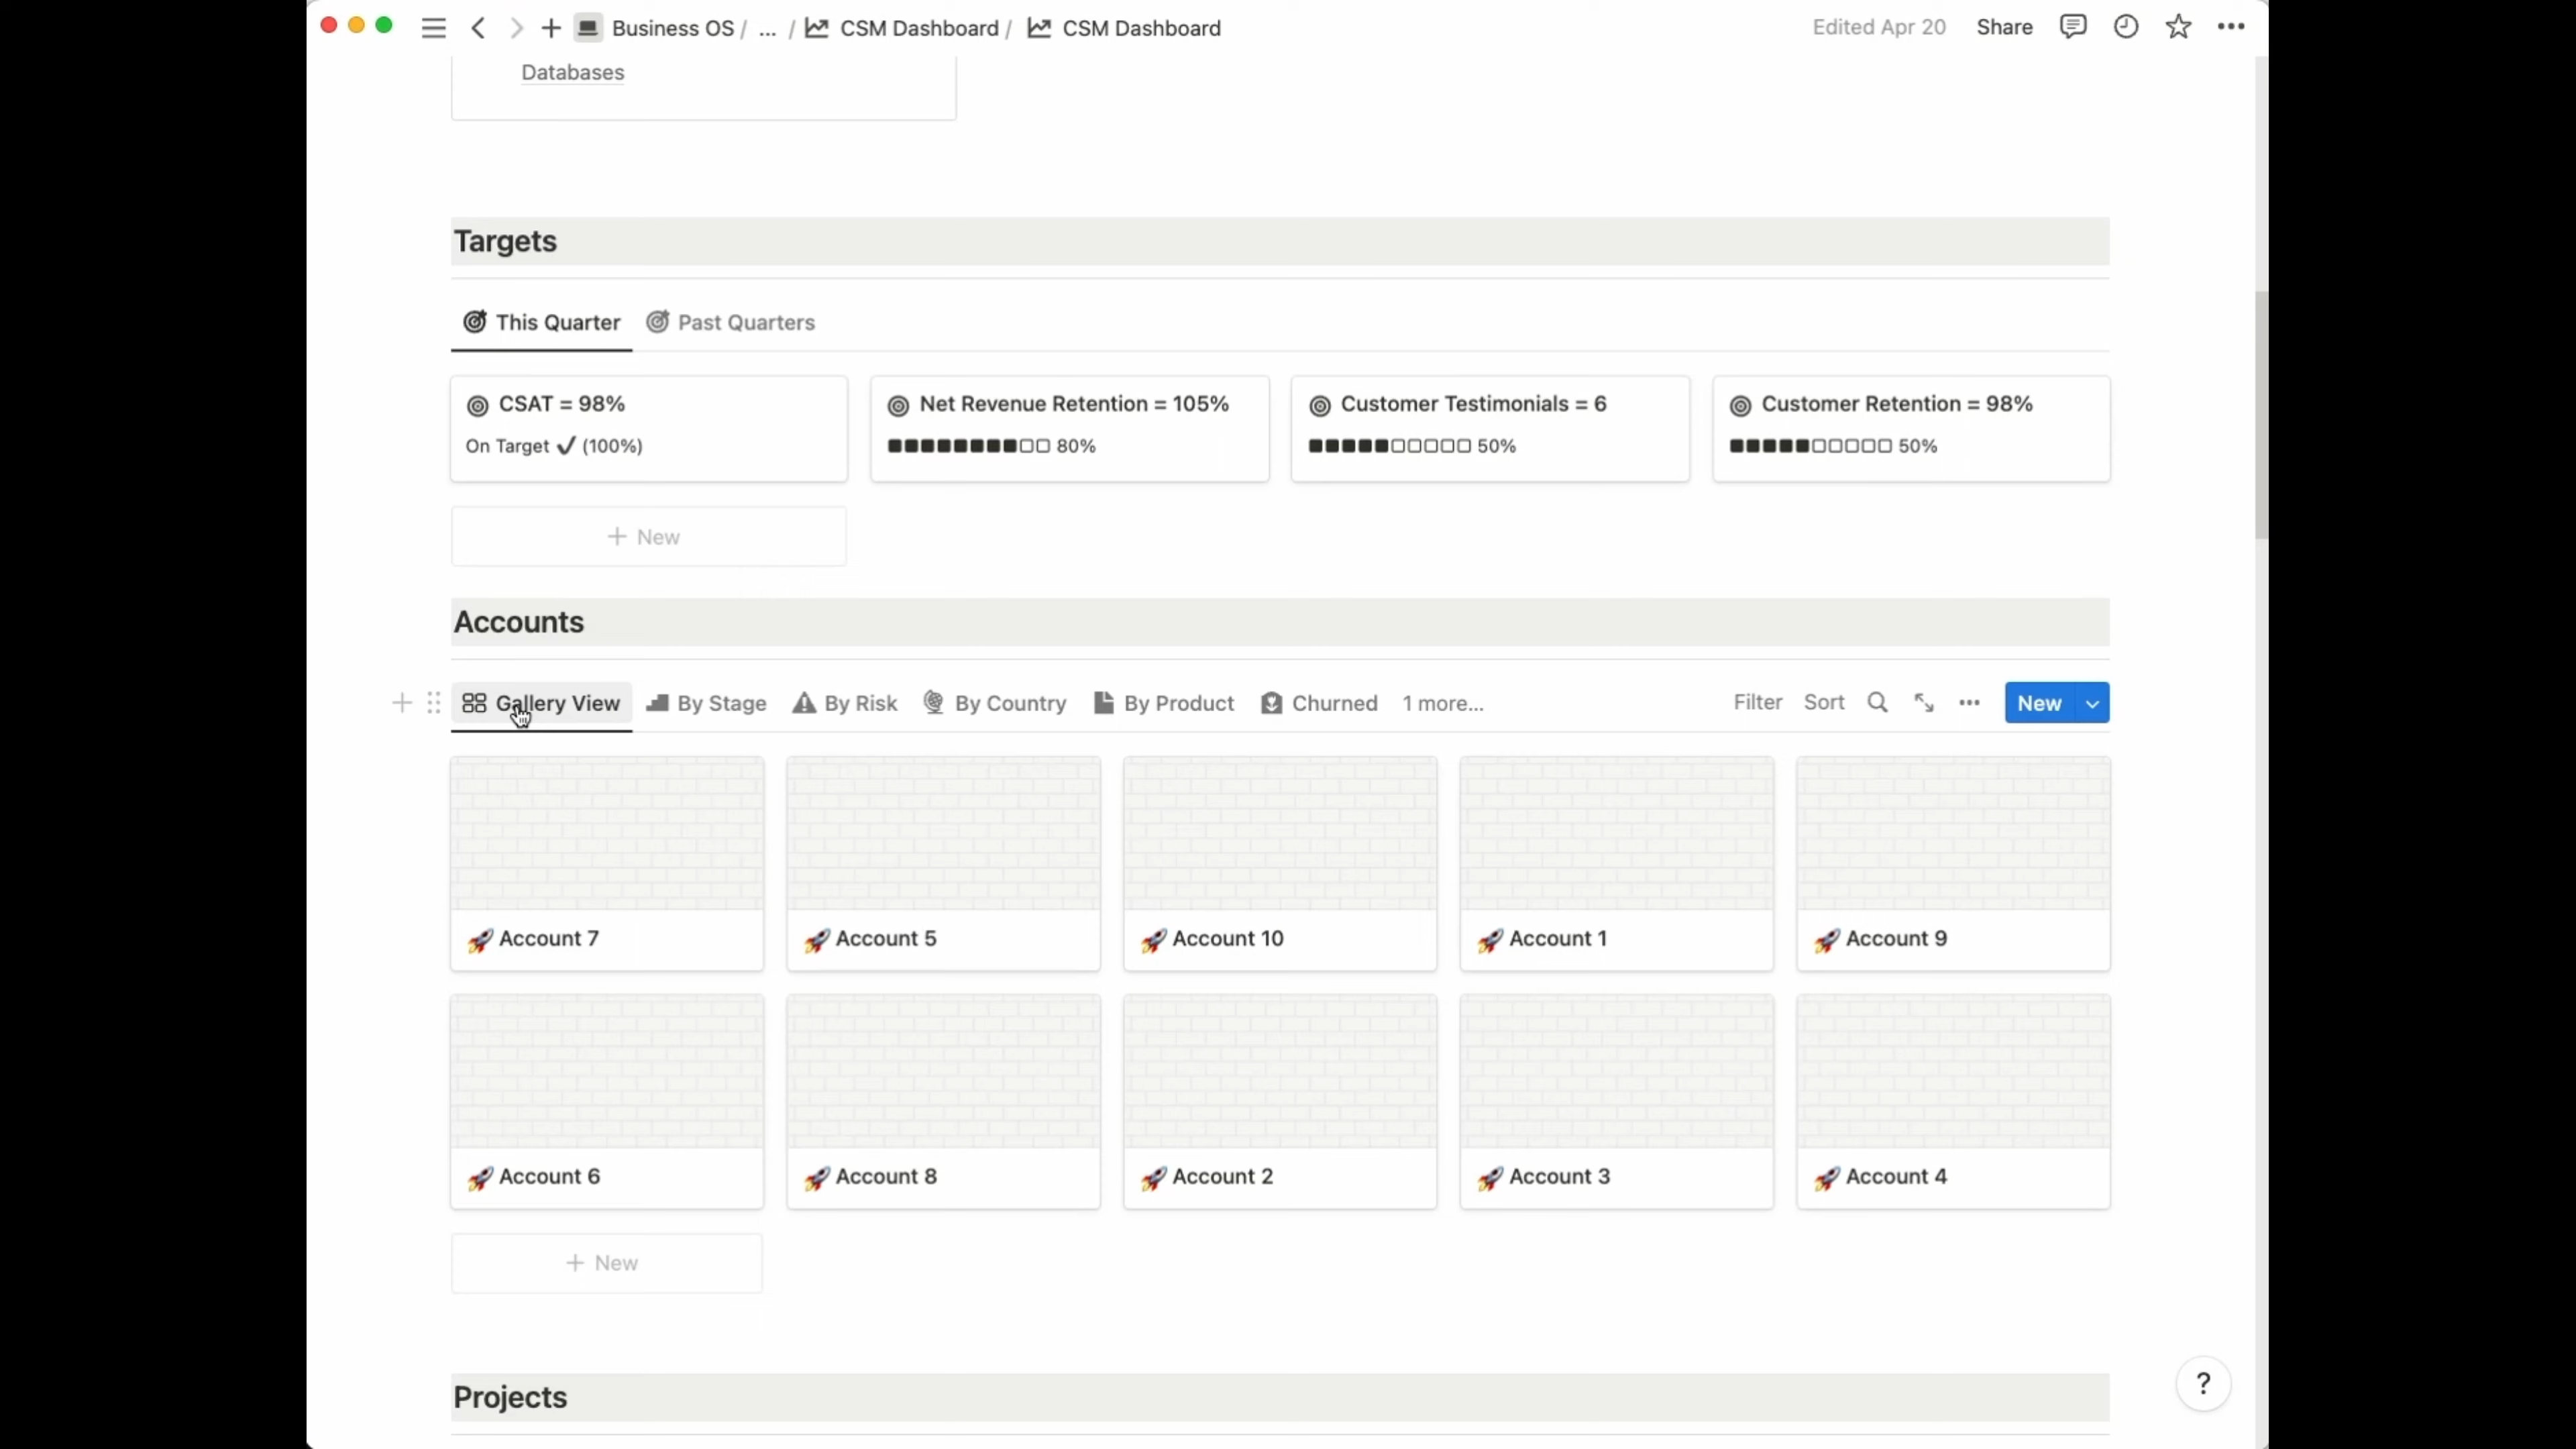 Business OS / ... / CSM Dashboard / CSM Dashboard
Edited Apr 20 Share
Databases
Targets
This Quarter Past Quarters
CSAT = 98% Net Revenue Retention = 105% Customer Testimonials = 6 Customer Retention = 98%
On Target ✓ (100%) ■■■■■■■■□□ 80% ■■■■■□□□□□ 50% ■■■■■□□□□□ 50%
+ New
Accounts
Gallery View By Stage By Risk By Country By Product Churned 1 more... Filter Sort New
Account 7 Account 5 Account 10 Account 1 Account 9
Account 6 Account 8 Account 2 Account 3 Account 4
+ New
Projects
?